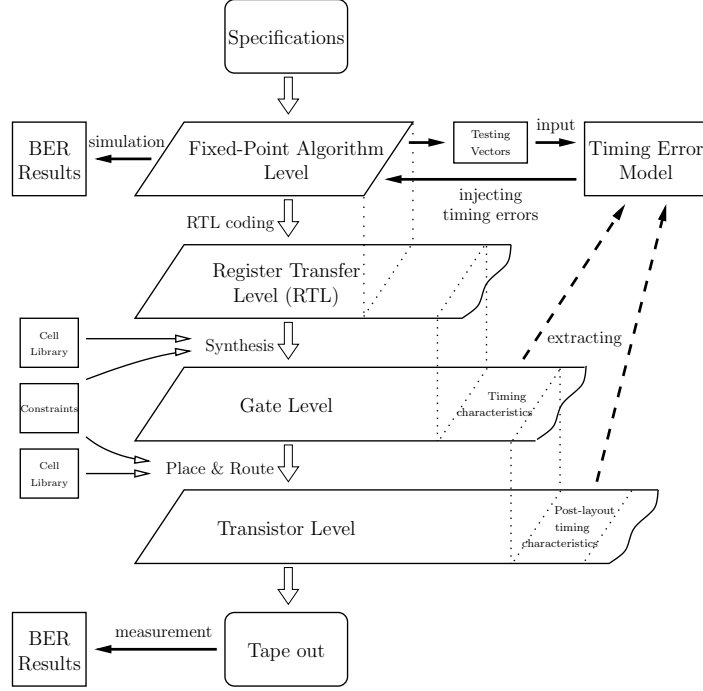 Specifications
BER
Results
simulation
Fixed-Point Algorithm
Level
Testing
Vectors
input
Timing Error
Model
injecting
timing errors
RTL coding
Register Transfer
Level (RTL)
Cell
Library
Synthesis
extracting
Constraints
Gate Level
Timing
characteristics
Cell
Library
Place & Route
Transistor Level
Post-layout
timing
characteristics
BER
Results
measurement
Tape out